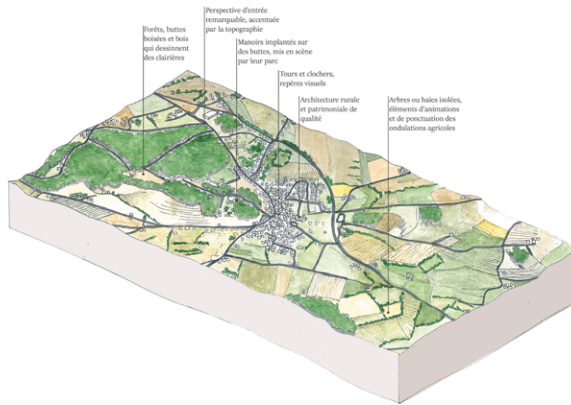 Perspective d'entrée
remarquable, accentuée
par la topographie
Forêts, buttes
boisées et bois
qui dessinent
des clairières
Manoirs implantés sur
des buttes, mis en scène
par leur parc
Tours et clochers,
repères visuels
Architecture rurale
et patrimoniale de
qualité
Arbres ou haies isolées,
éléments d'animations
et de ponctuation des
ondulations agricoles